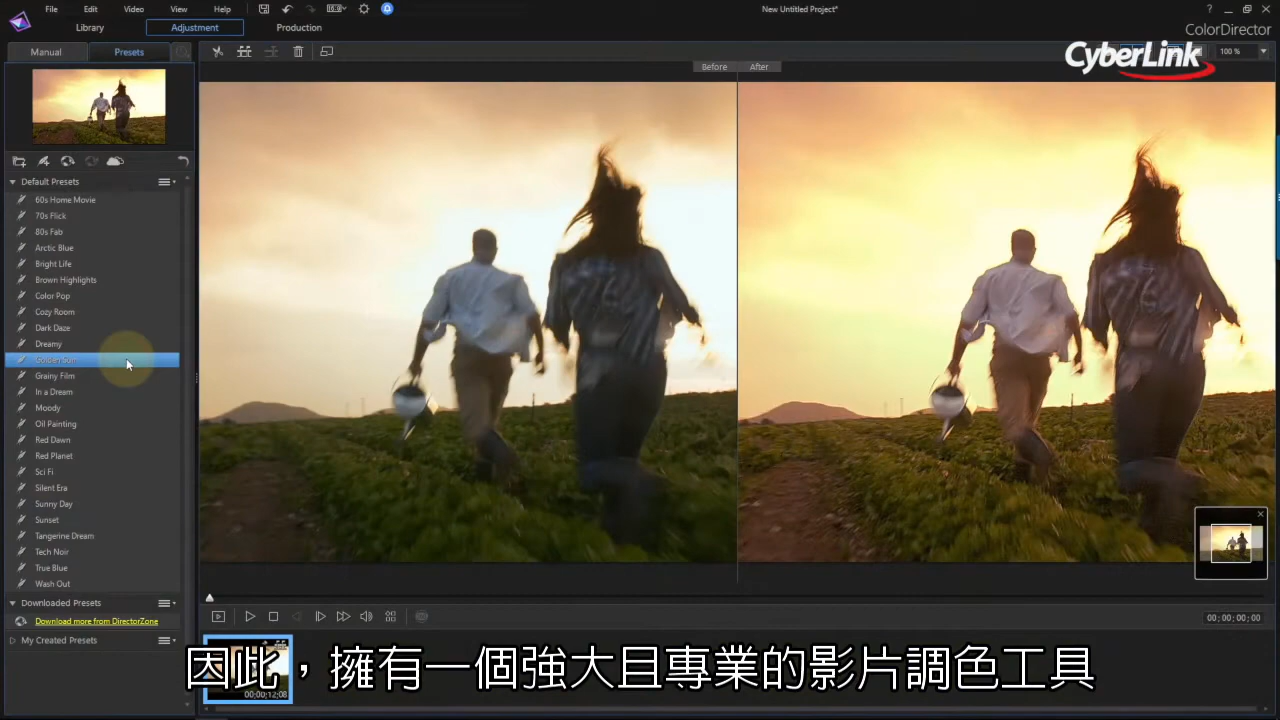 File Edit Video View Help
New Untitled Project*
?
Library Adjustment Production
ColorDirector
Manual Presets
100 %
CyberLink
Before After
Default Presets
60s Home Movie
70s Flick
80s Fab
Arctic Blue
Bright Life
Brown Highlights
Color Pop
Cozy Room
Dark Daze
Dreamy
Golden Sun
Grainy Film
In a Dream
Moody
Oil Painting
Red Dawn
Red Planet
Sci Fi
Silent Era
Sunny Day
Sunset
Tangerine Dream
Tech Noir
True Blue
Wash Out
Downloaded Presets
Download more from DirectorZone
My Created Presets
00;00;00;00
因此，擁有一個強大且專業的影片調色工具
00;00;12;08